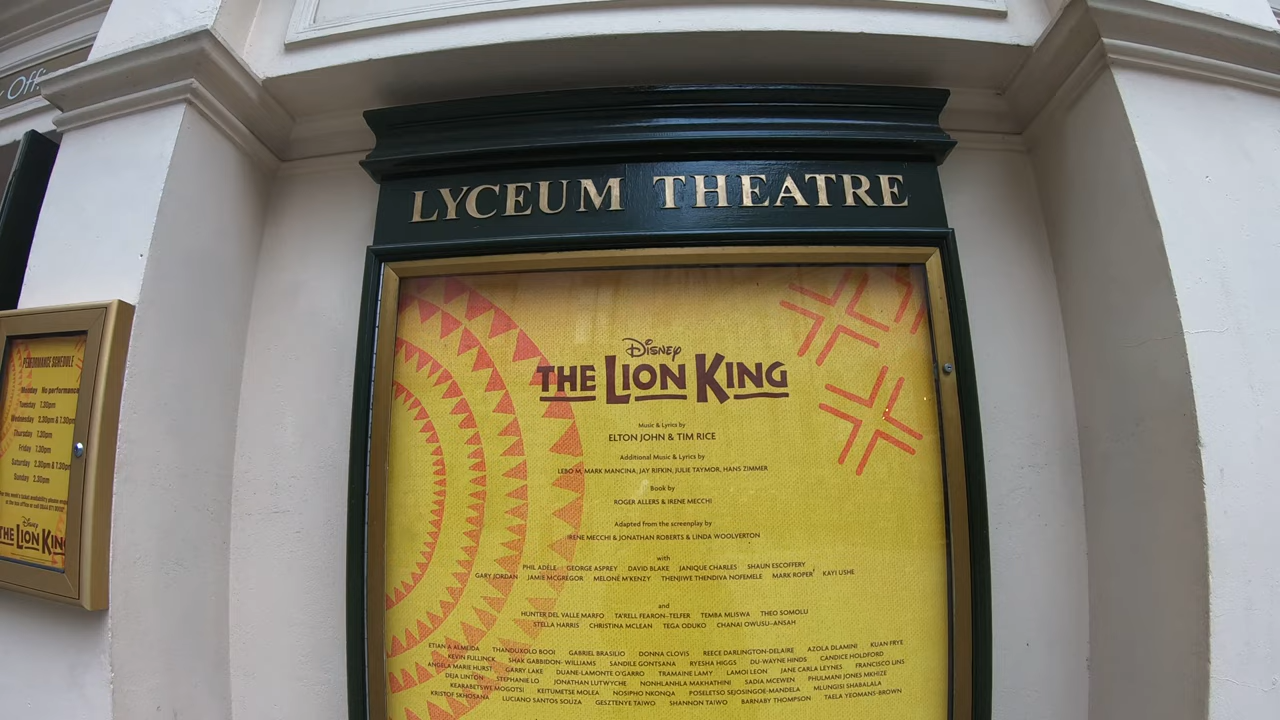 Off
LYCEUM THEATRE
DISNEY
THE LION KING
Music & Lyrics by
ELTON JOHN & TIM RICE
Additional Music & Lyrics by
LEBO M, MARK MANCINA, JAY RIFKIN, JULIE TAYMOR, HANS ZIMMER
Book by
ROGER ALLERS & IRENE MECCHI
Adapted from the screenplay by
IRENE MECCHI & JONATHAN ROBERTS & LINDA WOOLVERTON
with
PHIL ADÈLE GEORGE ASPREY DAVID BLAKE JANIQUE CHARLES SHAUN ESCOFFERY
GARY JORDAN JAMIE MCGREGOR MELONE M'KENZY THENJIWE THENDIVA NOFEMELE MARK ROPER KAYI USHE
and
HUNTER DEL VALLE MARFO TA'RELL FEARON-TELFER TEMBA MLISWA THEO SOMOLU
STELLA HARRIS CHRISTINA MCLEAN TEGA ODUKO CHANAI OWUSU-ANSAH
ALMEIDA THANDUXOLO BOOI GABRIEL BRASILIO DONNA CLOVIS REECE DARLINGTON-DELAIRE AZOLA DLAMINI KUAN FRYE
KEVIN FULLINCK SHAK GABBIDON-WILLIAMS SANDILE GONTSANA RYESHA HIGGS DU-WAYNE HINDS CANDICE HOLDFORD
ANGELA MARIE HURST GARRY LAKE DUANE-LAMONTE O'GARRO TRAMAINE LAMY LAMOI LEON JANE CARLA LEYNES FRANCISCO LINS
DEJA LINTON STEPHANIE LO JONATHAN LUTWYCHE NONHLANHLA MAKHATHINI SADIA MCEWEN PHULMANI JONES MKHIZE
KEARABETSWE MOGOTSI KEITUMETSE MOLEA NOSIPHO NKONQA POSELETSO SEJOSINGOE-MANDELA MLUNGISI SHABALALA
KRISTOF SKHOSANA LUCIANO SANTOS SOUZA GESZTENYE TAIWO SHANNON TAIWO BARNABY THOMPSON TAELA YEOMANS-BROWN
PERFORMANCE SCHEDULE
Monday No performance
Tuesday 7.30pm
Wednesday 2.30pm & 7.30pm
Thursday 7.30pm
Friday 7.30pm
Saturday 2.30pm & 7.30pm
Sunday 2.30pm
DISNEY
THE LION KING